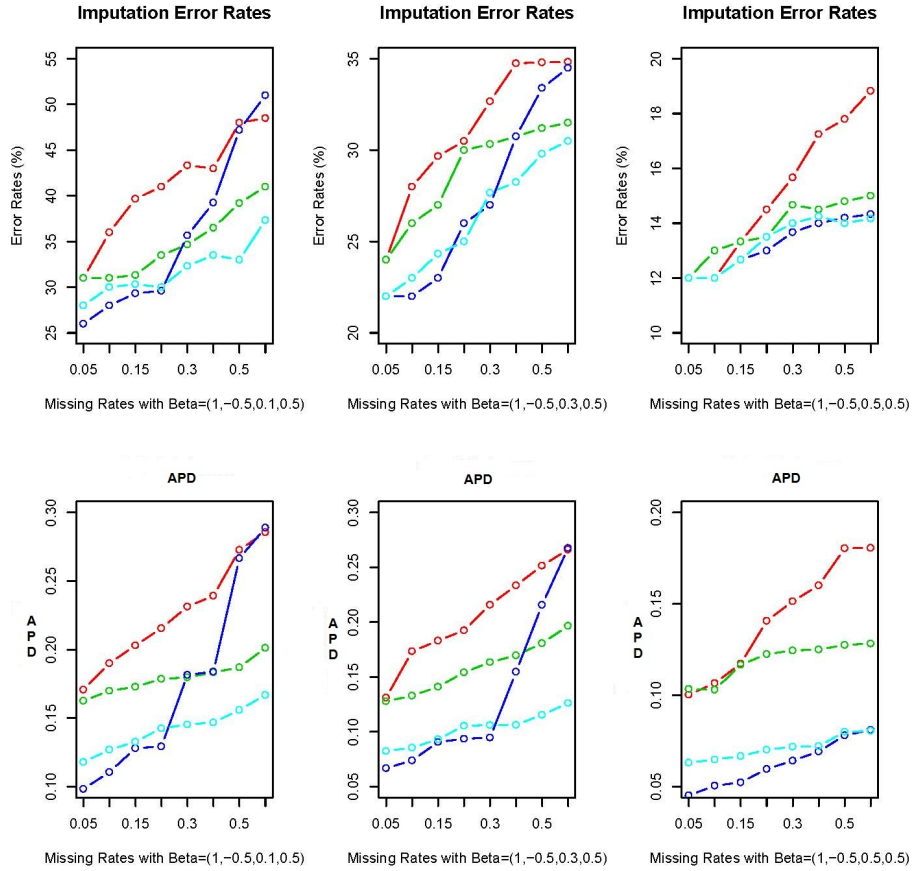 Imputation Error Rates
Error Rates (%)
55
50
45
40
35
30
25
0.05 0.15 0.3 0.5
Missing Rates with Beta=(1,−0.5,0.1,0.5)
Imputation Error Rates
Error Rates (%)
35
30
25
20
0.05 0.15 0.3 0.5
Missing Rates with Beta=(1,−0.5,0.3,0.5)
Imputation Error Rates
Error Rates (%)
20
18
16
14
12
10
0.05 0.15 0.3 0.5
Missing Rates with Beta=(1,−0.5,0.5,0.5)
APD
A
P
D
0.30
0.25
0.20
0.15
0.10
0.05 0.15 0.3 0.5
Missing Rates with Beta=(1,−0.5,0.1,0.5)
APD
A
P
D
0.30
0.25
0.20
0.15
0.10
0.05
0.05 0.15 0.3 0.5
Missing Rates with Beta=(1,−0.5,0.3,0.5)
APD
A
P
D
0.20
0.15
0.10
0.05
0.05 0.15 0.3 0.5
Missing Rates with Beta=(1,−0.5,0.5,0.5)